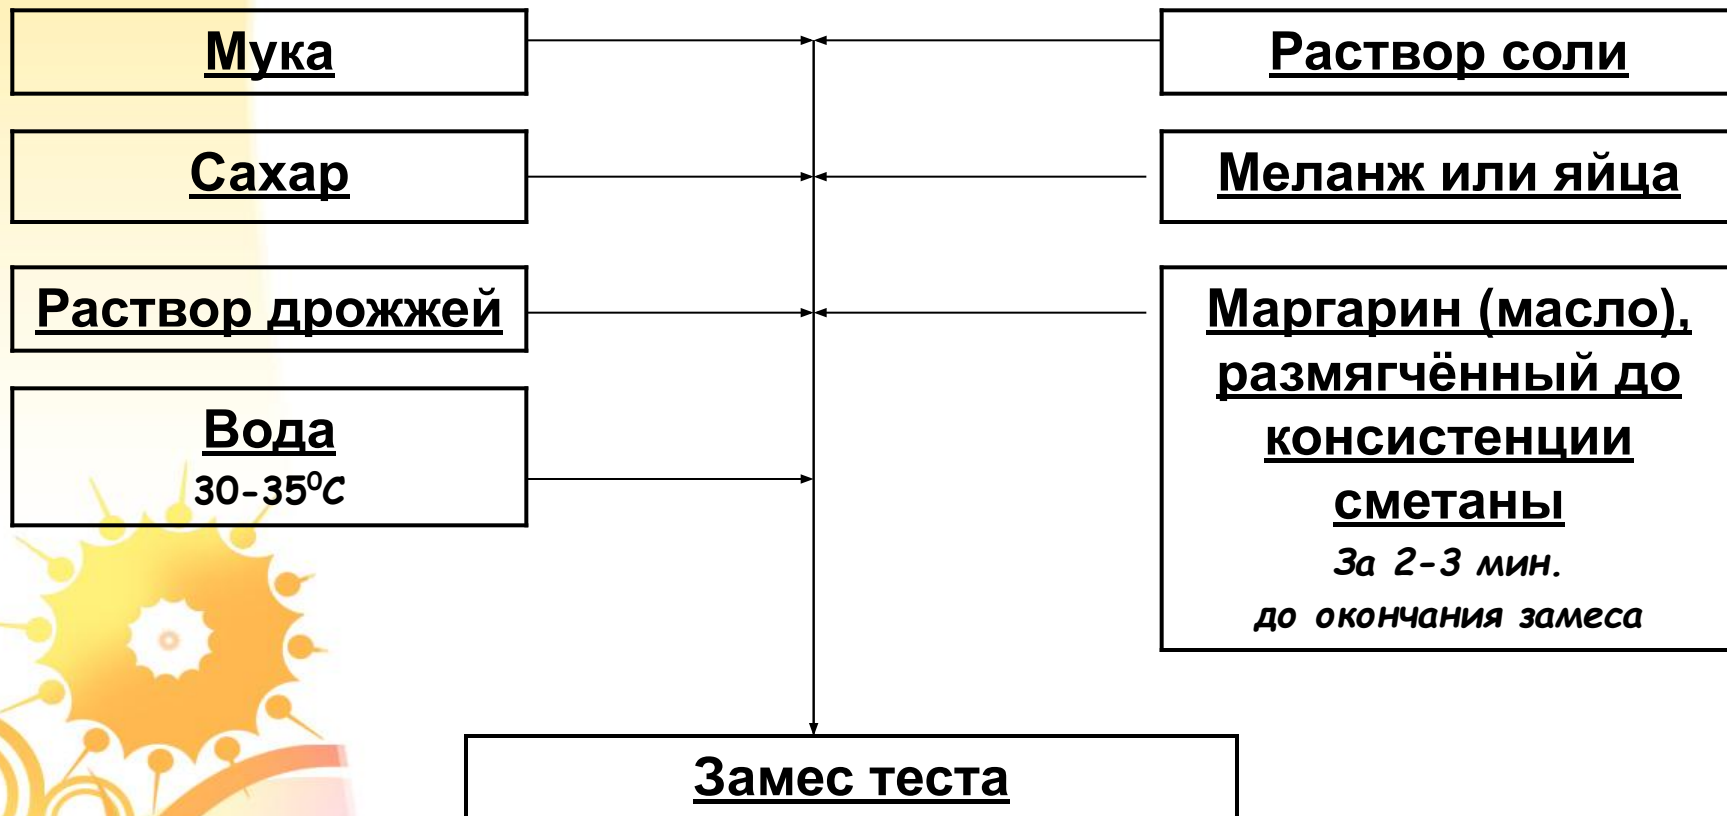 Мука
Раствор соли
Сахар
Меланж или яйца
Раствор дрожжей
Маргарин (масло),
размягчённый до
консистенции
сметаны
За 2-3 мин.
до окончания замеса
Вода
30-35⁰С
Замес теста